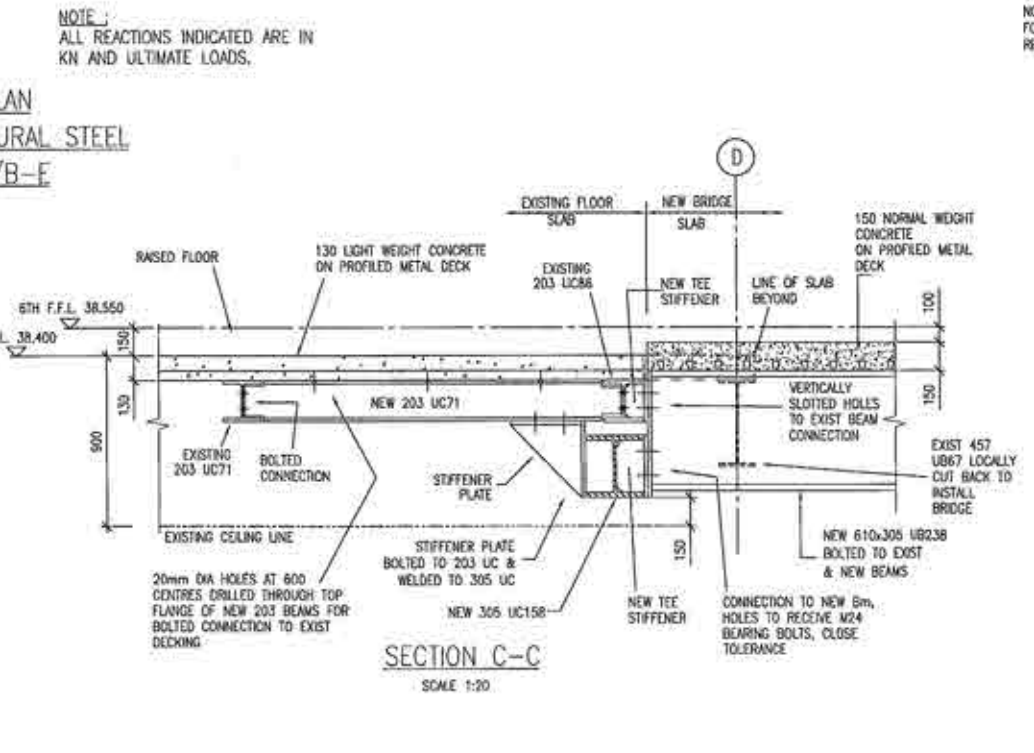 NOTE :
ALL REACTIONS INDICATED ARE IN
KN AND ULTIMATE LOADS.
NO
FO
RE
LAN
URAL STEEL
/B-E
D
EXISTING FLOOR
SLAB
NEW BRIDGE
SLAB
150 NORMAL WEIGHT
CONCRETE
ON PROFILED METAL
DECK
RAISED FLOOR
130 LIGHT WEIGHT CONCRETE
ON PROFILED METAL DECK
EXISTING
203 UC86
NEW TEE
STIFFENER
LINE OF SLAB
BEYOND
6TH F.F.L. 38.550
L. 38.400
150
130
900
100
150
NEW 203 UC71
VERTICALLY
SLOTTED HOLES
TO EXIST BEAM
CONNECTION
EXISTING
203 UC71
BOLTED
CONNECTION
STIFFENER
PLATE
EXIST 457
UB67 LOCALLY
CUT BACK TO
INSTALL
BRIDGE
EXISTING CEILING LINE
STIFFENER PLATE
BOLTED TO 203 UC &
WELDED TO 305 UC
150
NEW 610x305 UB238
BOLTED TO EXIST
& NEW BEAMS
20mm DIA HOLES AT 600
CENTRES DRILLED THROUGH TOP
FLANGE OF NEW 203 BEAMS FOR
BOLTED CONNECTION TO EXIST
DECKING
NEW 305 UC158
NEW TEE
STIFFENER
CONNECTION TO NEW Bm,
HOLES TO RECEIVE M24
BEARING BOLTS, CLOSE
TOLERANCE
SECTION C-C
SCALE 1:20